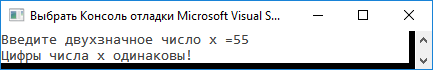 Выбрать Консоль отладки Microsoft Visual S...
Введите двухзначное число x =55
Цифры числа x одинаковы!